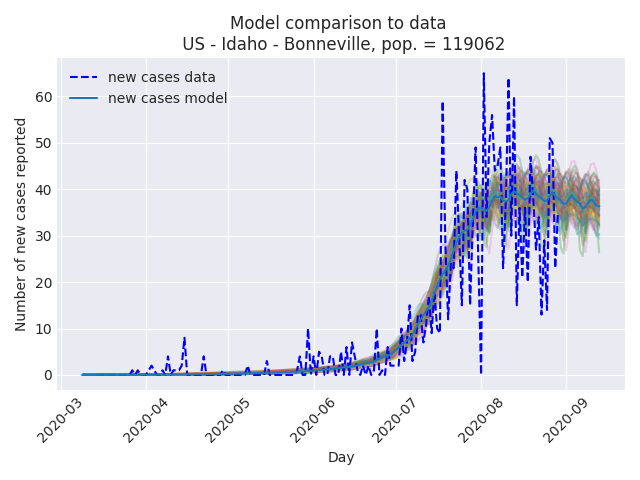 Model comparison to data
US - Idaho - Bonneville, pop. = 119062
new cases data
new cases model
Number of new cases reported
60
50
40
30
20
10
0
2020-03
2020-04
2020-05
2020-06
2020-07
2020-08
2020-09
Day